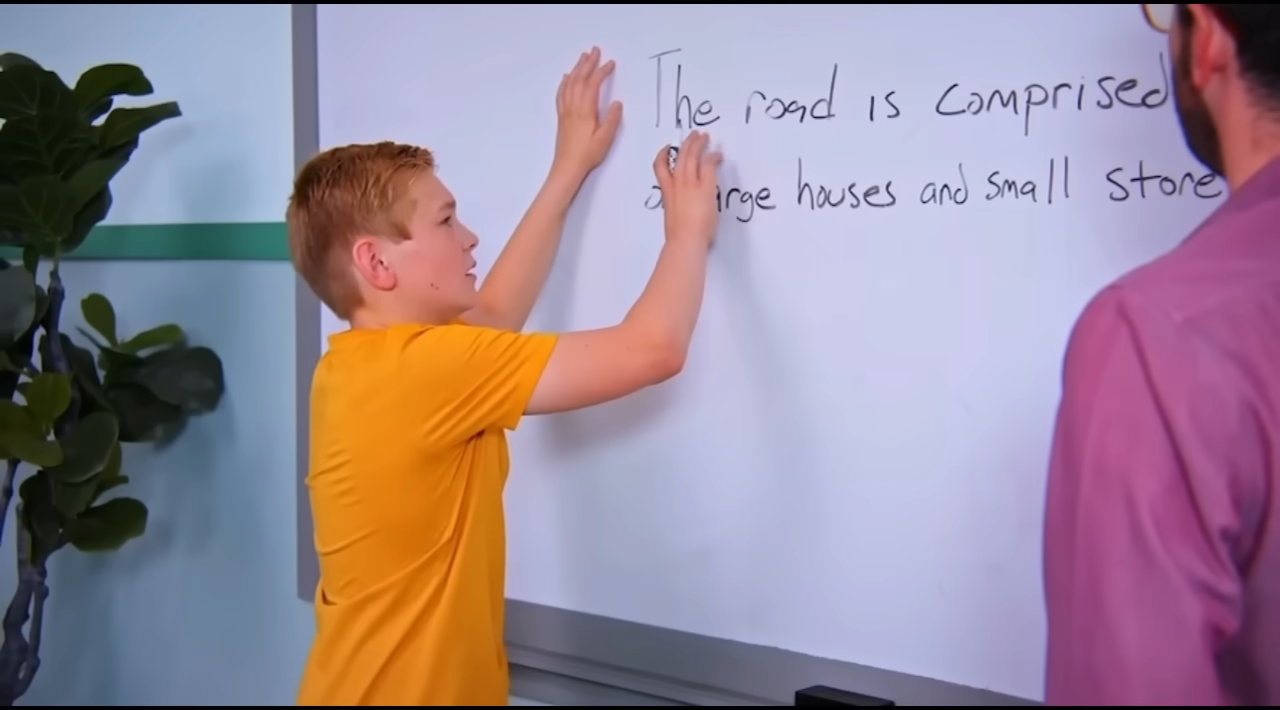 The road is comprised
houses and small store